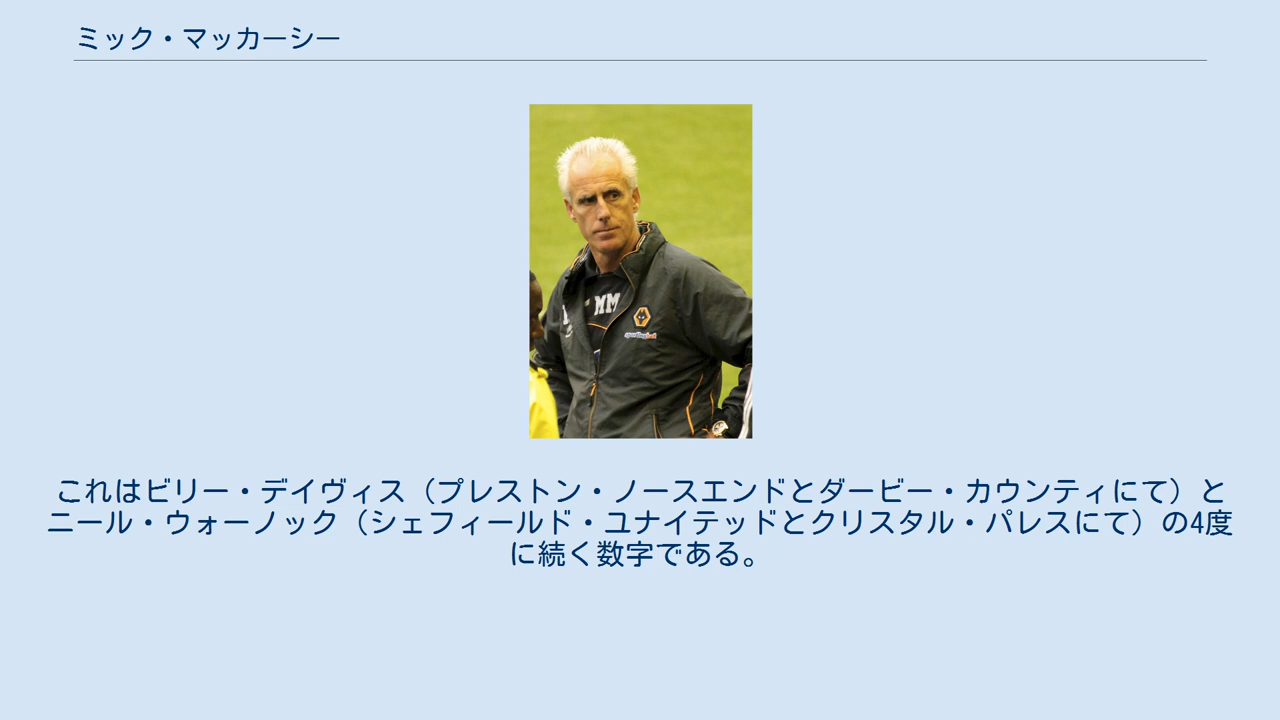 ミック・マッカーシー
MM
これはビリー・デイヴィス（プレストン・ノースエンドとダービー・カウンティにて）と
ニール・ウォーノック（シェフィールド・ユナイテッドとクリスタル・パレスにて）の4度
に続く数字である。